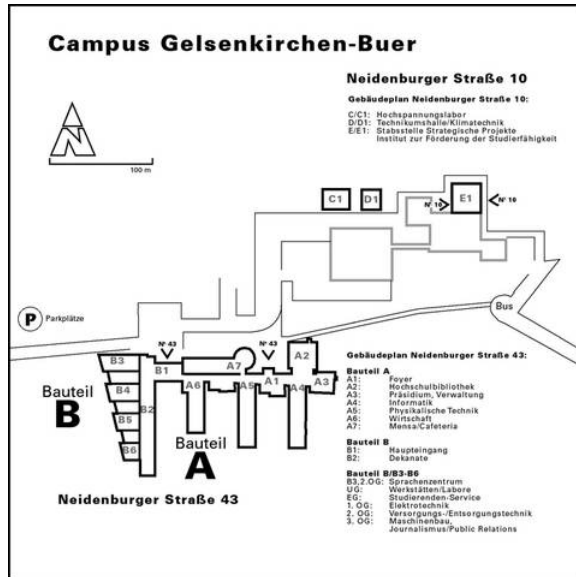 Campus Gelsenkirchen-Buer
Neidenburger Straße 10
Gebäudeplan Neidenburger Straße 10:
C/C1: Hochspannungslabor
D/D1: Technikumshalle/Klimatechnik
E/E1: Stabsstelle Strategische Projekte
Institut zur Förderung der Studierfähigkeit
N
100 m
C1
D1
E1
N° 10
N° 10
Bus
P
Parkplätze
N° 43
N° 43
B3
B1
A7
A2
B4
B2
A6
A5
A1
A4
A3
B5
B6
Bauteil
B
Bauteil
A
Neidenburger Straße 43
Gebäudeplan Neidenburger Straße 43:
Bauteil A
A1: Foyer
A2: Hochschulbibliothek
A3: Präsidium, Verwaltung
A4: Informatik
A5: Physikalische Technik
A6: Wirtschaft
A7: Mensa/Cafeteria
Bauteil B
B1: Haupteingang
B2: Dekanate
Bauteil B/B3-B6
B3,2.OG: Sprachenzentrum
UG: Werkstätten/Labore
EG: Studierenden-Service
1. OG: Elektrotechnik
2. OG: Versorgungs-/Entsorgungstechnik
3. OG: Maschinenbau,
Journalismus/Public Relations